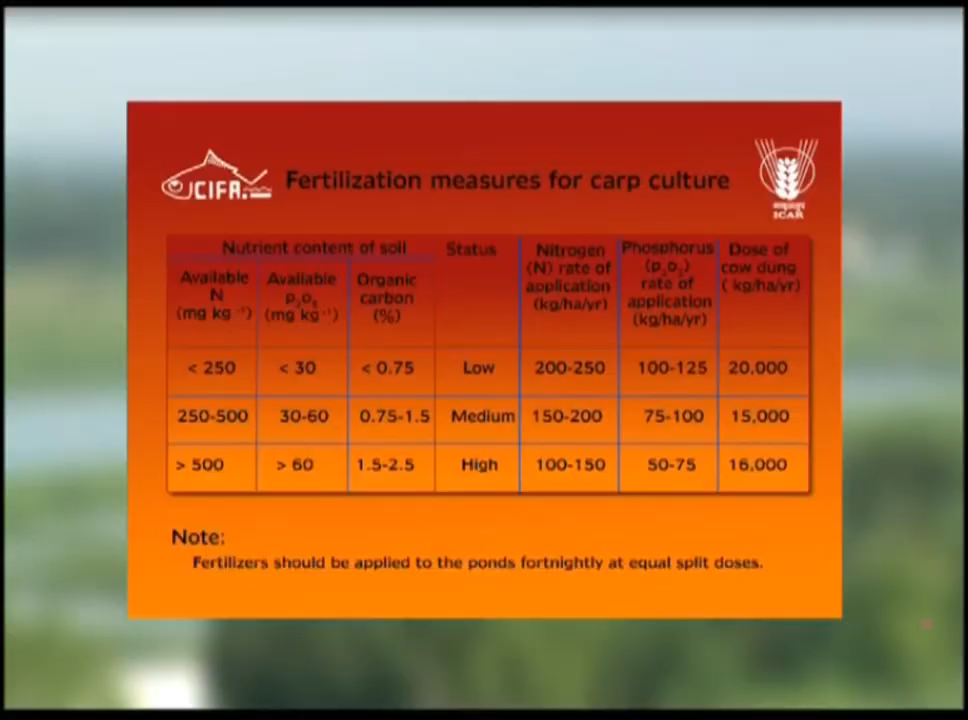 CIFA
Fertilization measures for carp culture
ICAR
Nutrient content of soil Status Nitrogen (N) rate of application (kg/ha/yr) Phosphorus (p₂o₅) rate of application (kg/ha/yr) Dose of cow dung ( kg/ha/yr)
Available N (mg kg ⁻¹) Available p₂o₅ (mg kg ⁻¹) Organic carbon (%)
< 250 < 30 < 0.75 Low 200-250 100-125 20,000
250-500 30-60 0.75-1.5 Medium 150-200 75-100 15,000
> 500 > 60 1.5-2.5 High 100-150 50-75 16,000
Note:
Fertilizers should be applied to the ponds fortnightly at equal split doses.